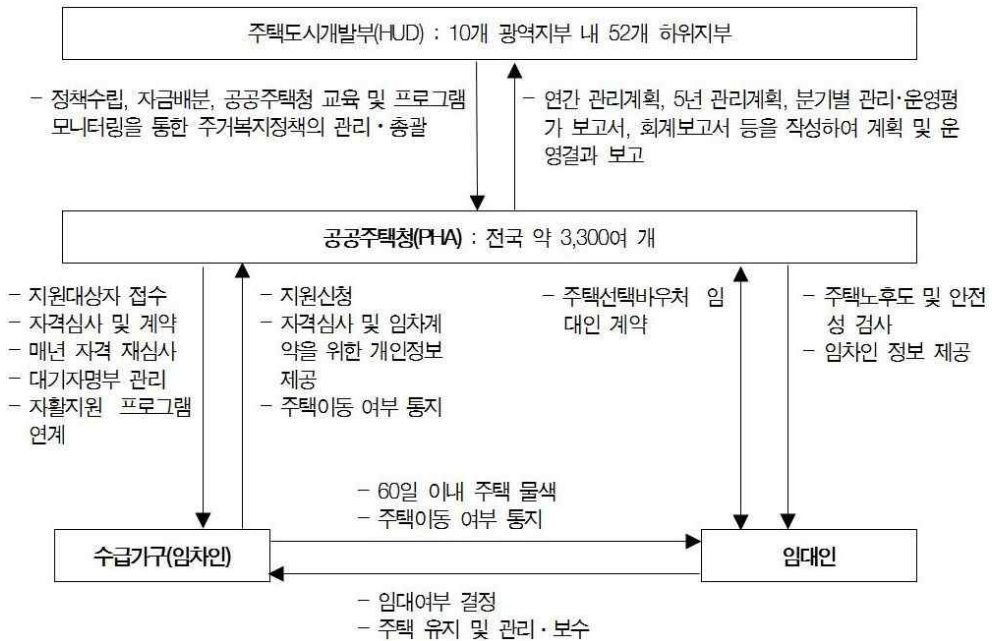 주택도시개발부(HUD) : 10개 광역지부 내 52개 하위지부
- 정책수립, 자금배분, 공공주택청 교육 및 프로그램
모니터링을 통한 주거복지정책의 관리・총괄
- 연간 관리계획, 5년 관리계획, 분기별 관리・운영평
가 보고서, 회계보고서 등을 작성하여 계획 및 운
영결과 보고
공공주택청(PHA) : 전국 약 3,300여 개
- 지원대상자 접수
- 자격심사 및 계약
- 매년 자격 재심사
- 대기자명부 관리
- 자활지원 프로그램
연계
- 지원신청
- 자격심사 및 임차계
약을 위한 개인정보
제공
- 주택이동 여부 통지
- 주택선택바우처 임
대인 계약
- 주택노후도 및 안전
성 검사
- 임차인 정보 제공
- 60일 이내 주택 물색
- 주택이동 여부 통지
수급가구(임차인)
임대인
- 임대여부 결정
- 주택 유지 및 관리・보수